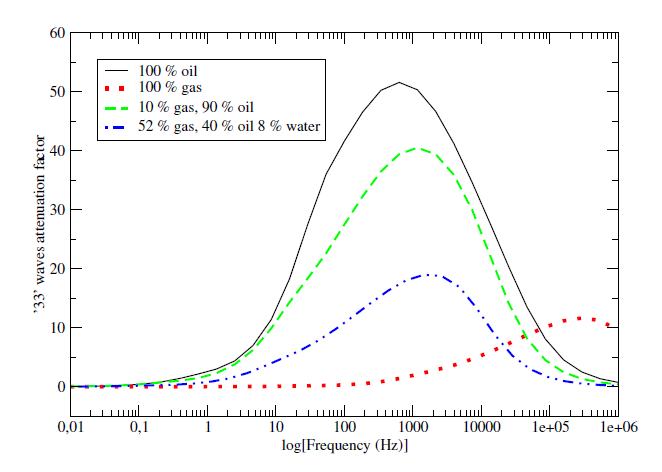 60
50
40
30
20
10
0
'33' waves attenuation factor
100 % oil
100 % gas
10 % gas, 90 % oil
52 % gas, 40 % oil 8 % water
0,01 0,1 1 10 100 1000 10000 1e+05 1e+06
log[Frequency (Hz)]